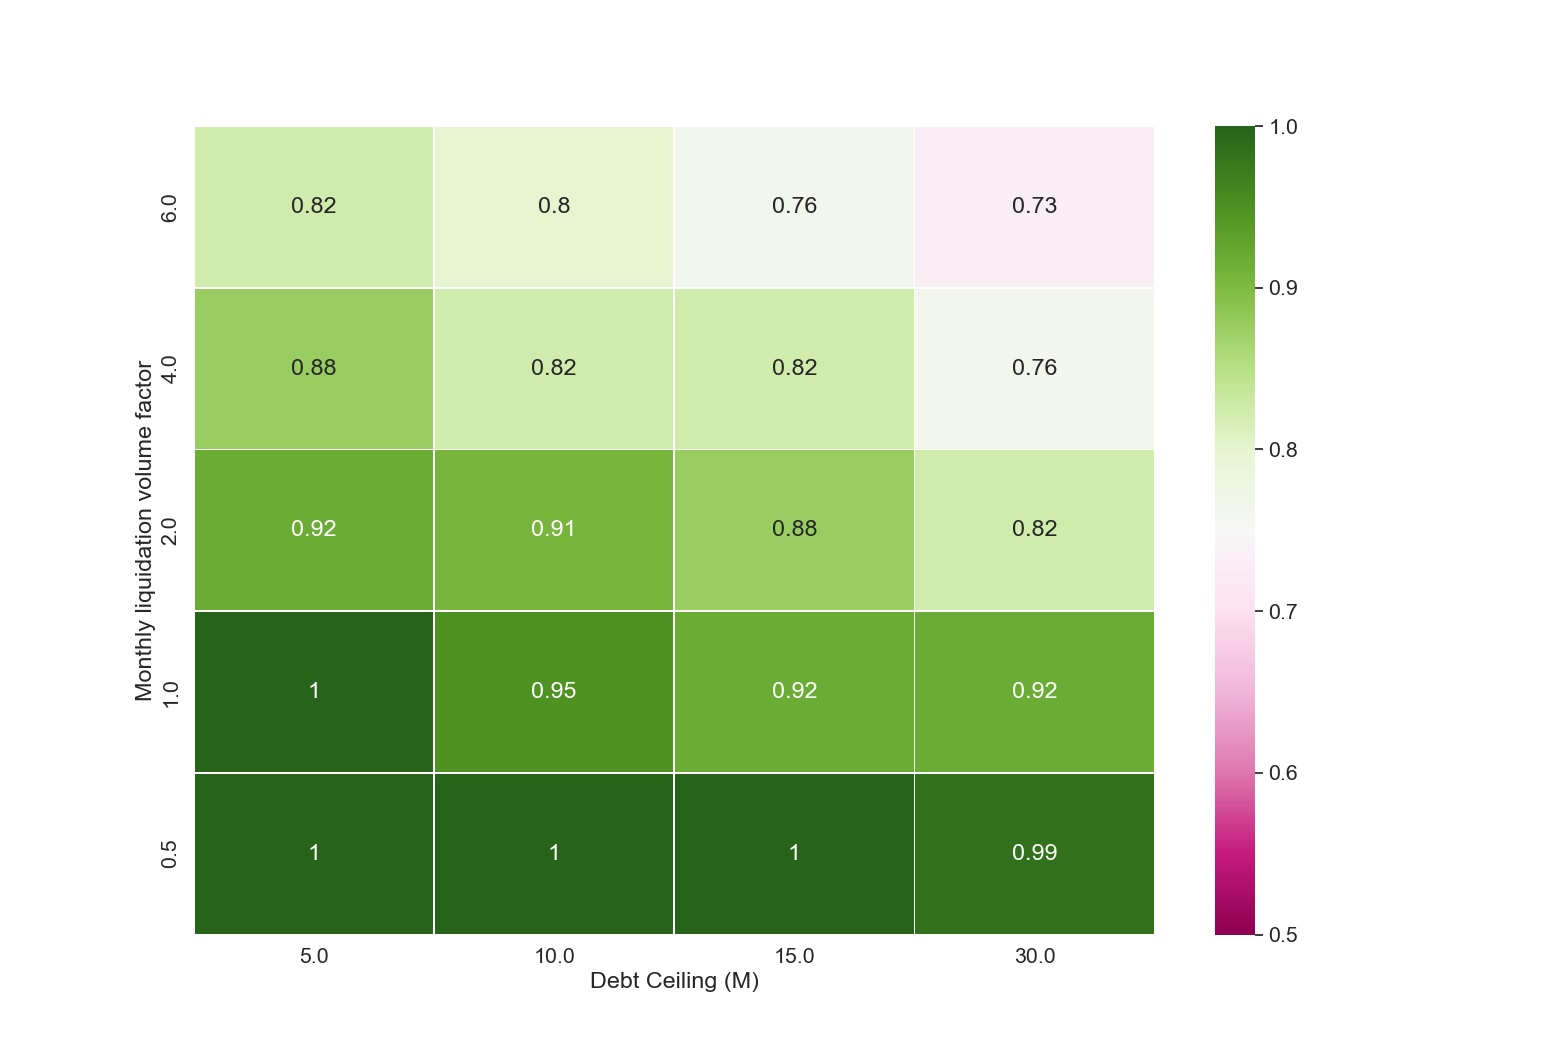 Monthly liquidation volume factor
6.0 0.82 0.8 0.76 0.73
4.0 0.88 0.82 0.82 0.76
2.0 0.92 0.91 0.88 0.82
1.0 1 0.95 0.92 0.92
0.5 1 1 1 0.99
5.0 10.0 15.0 30.0
Debt Ceiling (M)
1.0
0.9
0.8
0.7
0.6
0.5